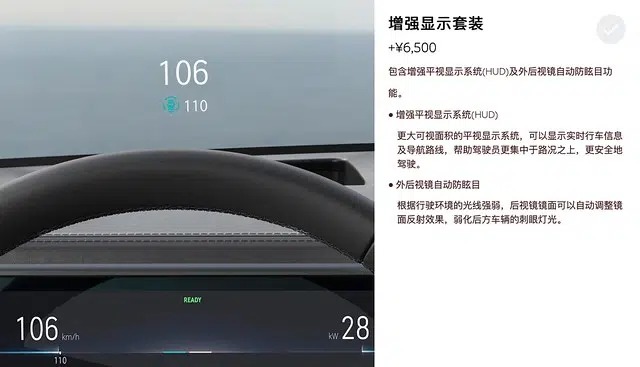 106
110
READY
106 km/h
kW 28
110
增强显示套装
+¥6,500
包含增强平视显示系统(HUD)及外后视镜自动防眩目功
能。
● 增强平视显示系统(HUD)
更大可视面积的平视显示系统，可以显示实时行车信息
及导航路线，帮助驾驶员更集中于路况之上，更安全地
驾驶。
● 外后视镜自动防眩目
根据行驶环境的光线强弱，后视镜镜面可以自动调整镜
面反射效果，弱化后方车辆的刺眼灯光。